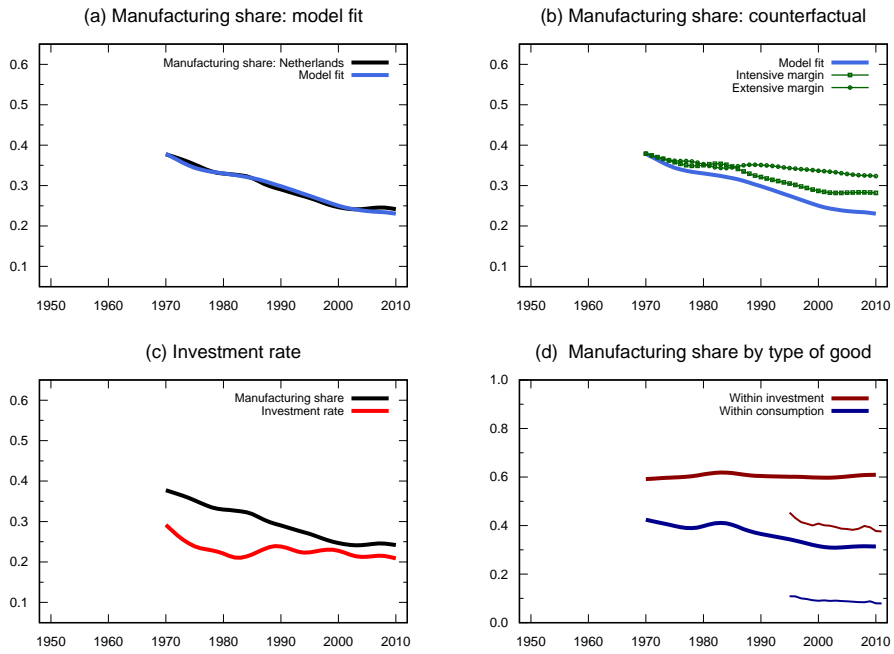 (a) Manufacturing share: model fit
0.6
0.5
0.4
0.3
0.2
0.1
Manufacturing share: Netherlands
Model fit
1950 1960 1970 1980 1990 2000 2010
(b) Manufacturing share: counterfactual
0.6
0.5
0.4
0.3
0.2
0.1
Model fit
Intensive margin
Extensive margin
1950 1960 1970 1980 1990 2000 2010
(c) Investment rate
0.6
0.5
0.4
0.3
0.2
0.1
Manufacturing share
Investment rate
1950 1960 1970 1980 1990 2000 2010
(d) Manufacturing share by type of good
1.0
0.8
0.6
0.4
0.2
0.0
Within investment
Within consumption
1950 1960 1970 1980 1990 2000 2010